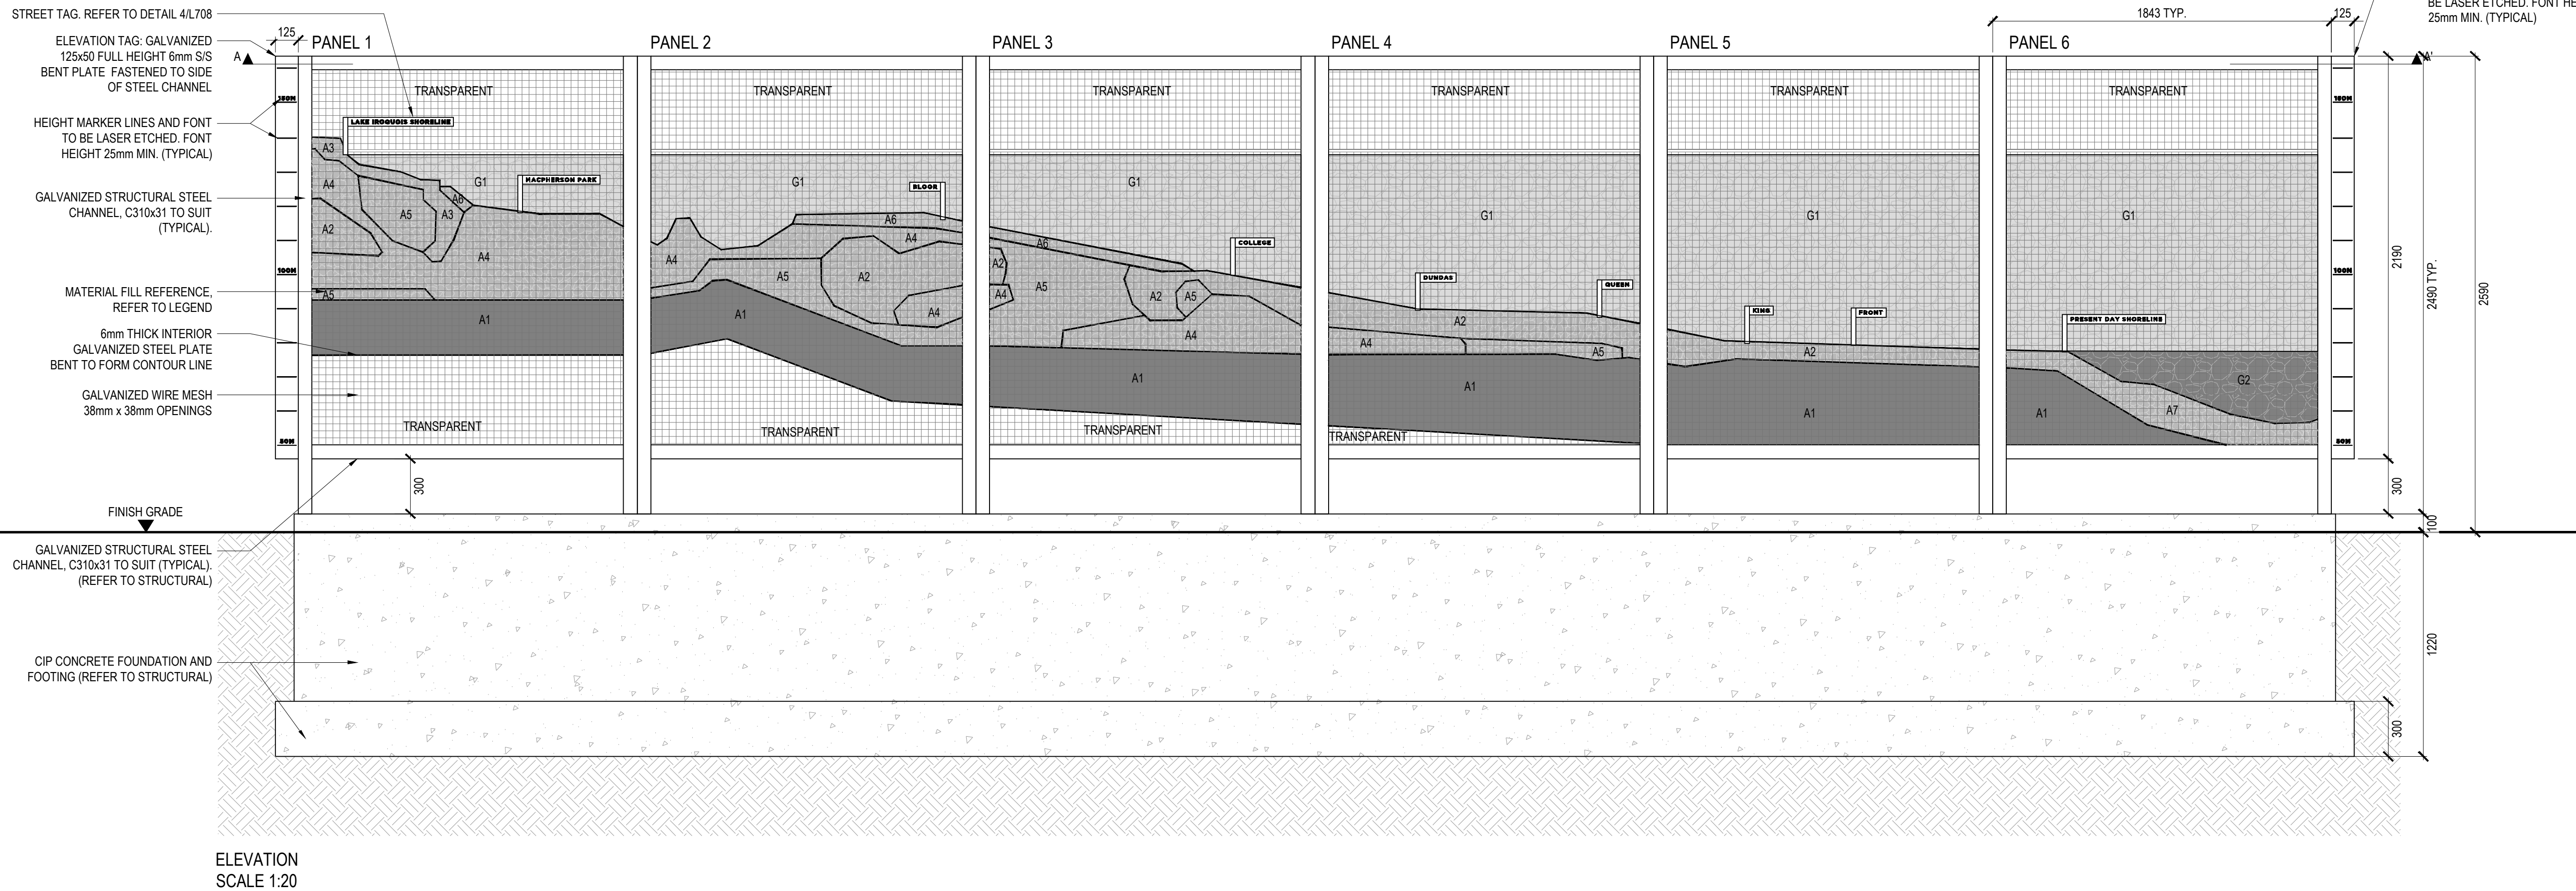 STREET TAG. REFER TO DETAIL 4/L708
ELEVATION TAG: GALVANIZED
125x50 FULL HEIGHT 6mm S/S
BENT PLATE FASTENED TO SIDE
OF STEEL CHANNEL
HEIGHT MARKER LINES AND FONT
TO BE LASER ETCHED. FONT
HEIGHT 25mm MIN. (TYPICAL)
GALVANIZED STRUCTURAL STEEL
CHANNEL, C310x31 TO SUIT
(TYPICAL).
MATERIAL FILL REFERENCE,
REFER TO LEGEND
6mm THICK INTERIOR
GALVANIZED STEEL PLATE
BENT TO FORM CONTOUR LINE
GALVANIZED WIRE MESH
38mm x 38mm OPENINGS
FINISH GRADE
GALVANIZED STRUCTURAL STEEL
CHANNEL, C310x31 TO SUIT (TYPICAL).
(REFER TO STRUCTURAL)
CIP CONCRETE FOUNDATION AND
FOOTING (REFER TO STRUCTURAL)
125
A
150M
100M
50M
PANEL 1
TRANSPARENT
LAKE IROQUOIS SHORELINE
MACPHERSON PARK
G1
A3
A4
A8
A5
A3
A2
A4
A5
A1
TRANSPARENT
300
PANEL 2
TRANSPARENT
G1
BLOOR
A6
A4
A4
A5
A2
A4
A1
TRANSPARENT
PANEL 3
TRANSPARENT
G1
COLLEGE
A6
A2
A5
A4
A2
A5
A4
A1
TRANSPARENT
PANEL 4
TRANSPARENT
G1
DUNDAS
QUEEN
A2
A4
A5
A1
TRANSPARENT
PANEL 5
TRANSPARENT
G1
KING
FRONT
A2
A1
PANEL 6
TRANSPARENT
G1
PRESENT DAY SHORELINE
G2
A7
A1
1843 TYP.
125
BE LASER ETCHED. FONT HE
25mm MIN. (TYPICAL)
A'
150M
100M
50M
2190
2490 TYP.
2590
300
100
1220
300
ELEVATION
SCALE 1:20